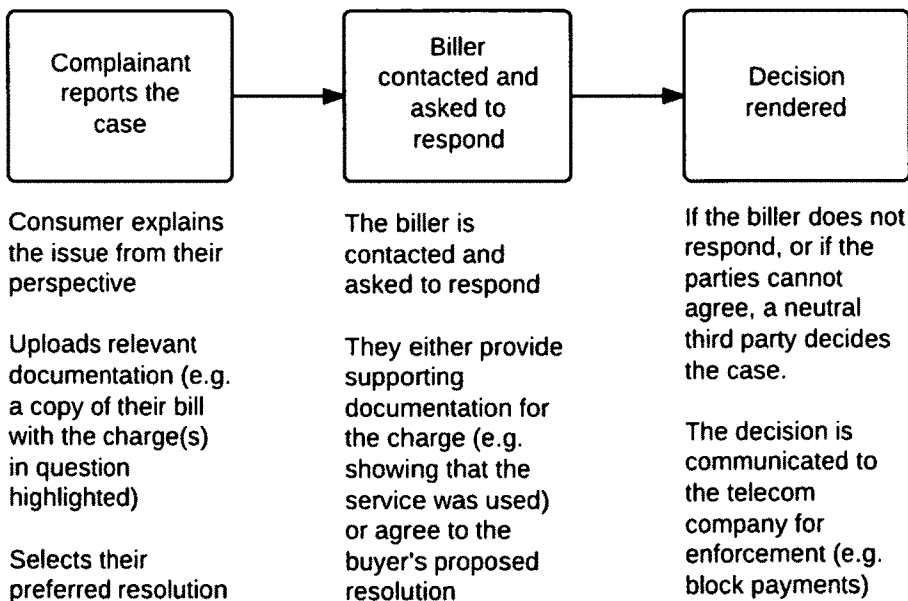 Complainant
reports the
case
Biller
contacted and
asked to
respond
Decision
rendered
Consumer explains
the issue from their
perspective
Uploads relevant
documentation (e.g.
a copy of their bill
with the charge(s)
in question
highlighted)
Selects their
preferred resolution
The biller is
contacted and
asked to respond
They either provide
supporting
documentation for
the charge (e.g.
showing that the
service was used)
or agree to the
buyer's proposed
resolution
If the biller does not
respond, or if the
parties cannot
agree, a neutral
third party decides
the case.
The decision is
communicated to
the telecom
company for
enforcement (e.g.
block payments)